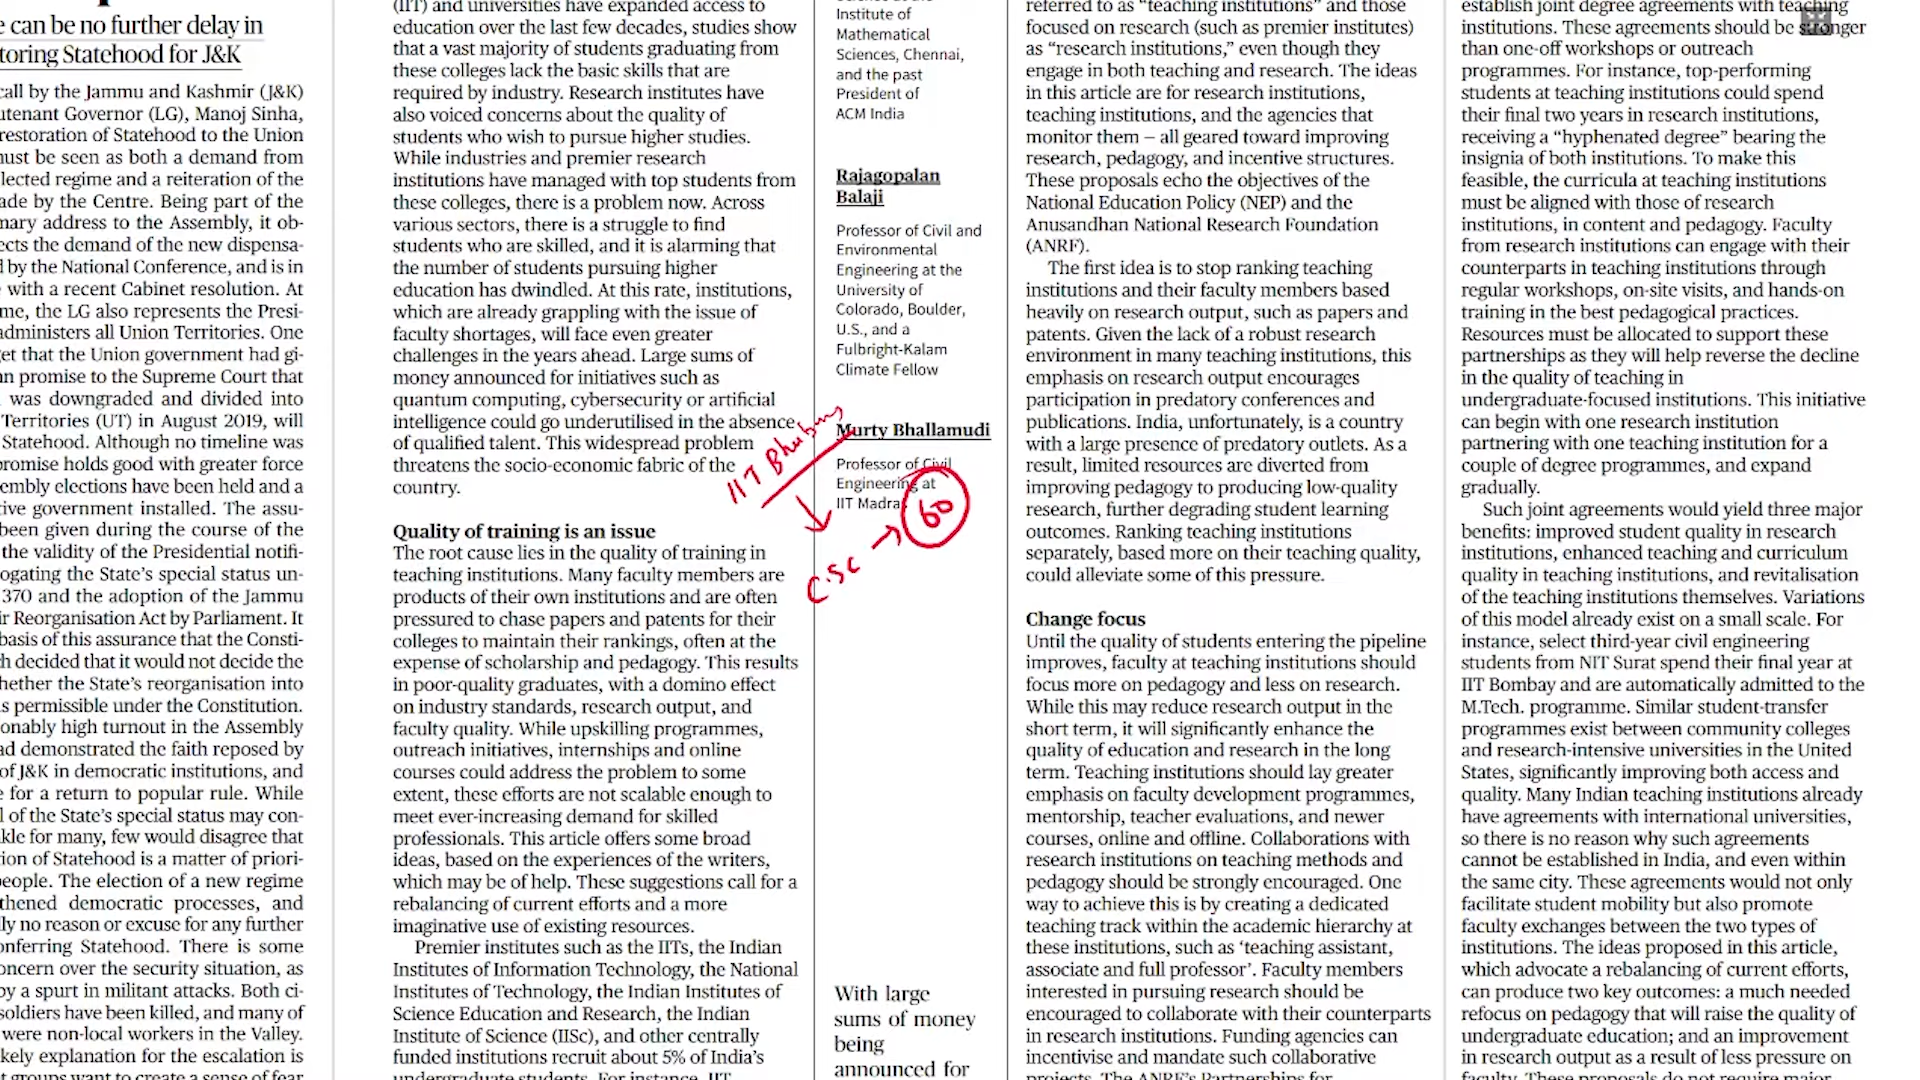 e can be no further delay in
toring Statehood for J&K
call by the Jammu and Kashmir (J&K)
utenant Governor (LG), Manoj Sinha,
restoration of Statehood to the Union
must be seen as both a demand from
lected regime and a reiteration of the
ade by the Centre. Being part of the
nary address to the Assembly, it ob-
ects the demand of the new dispensa-
d by the National Conference, and is in
with a recent Cabinet resolution. At
me, the LG also represents the Presi-
administers all Union Territories. One
get that the Union government had gi-
n promise to the Supreme Court that
was downgraded and divided into
Territories (UT) in August 2019, will
Statehood. Although no timeline was
promise holds good with greater force
embly elections have been held and a
tive government installed. The assu-
been given during the course of the
the validity of the Presidential notifi-
ogating the State's special status un-
370 and the adoption of the Jammu
ir Reorganisation Act by Parliament. It
basis of this assurance that the Consti-
h decided that it would not decide the
hether the State's reorganisation into
s permissible under the Constitution.
onably high turnout in the Assembly
ad demonstrated the faith reposed by
of J&K in democratic institutions, and
e for a return to popular rule. While
l of the State's special status may con-
kle for many, few would disagree that
tion of Statehood is a matter of priori-
people. The election of a new regime
thened democratic processes, and
lly no reason or excuse for any further
onferring Statehood. There is some
oncern over the security situation, as
by a spurt in militant attacks. Both ci-
soldiers have been killed, and many of
were non-local workers in the Valley.
kely explanation for the escalation is
t groups want to create a sense of fear
(IIT) and universities have expanded access to
education over the last few decades, studies show
that a vast majority of students graduating from
these colleges lack the basic skills that are
required by industry. Research institutes have
also voiced concerns about the quality of
students who wish to pursue higher studies.
While industries and premier research
institutions have managed with top students from
these colleges, there is a problem now. Across
various sectors, there is a struggle to find
students who are skilled, and it is alarming that
the number of students pursuing higher
education has dwindled. At this rate, institutions,
which are already grappling with the issue of
faculty shortages, will face even greater
challenges in the years ahead. Large sums of
money announced for initiatives such as
quantum computing, cybersecurity or artificial
intelligence could go underutilised in the absence
of qualified talent. This widespread problem
threatens the socio-economic fabric of the
country.
Quality of training is an issue
The root cause lies in the quality of training in
teaching institutions. Many faculty members are
products of their own institutions and are often
pressured to chase papers and patents for their
colleges to maintain their rankings, often at the
expense of scholarship and pedagogy. This results
in poor-quality graduates, with a domino effect
on industry standards, research output, and
faculty quality. While upskilling programmes,
outreach initiatives, internships and online
courses could address the problem to some
extent, these efforts are not scalable enough to
meet ever-increasing demand for skilled
professionals. This article offers some broad
ideas, based on the experiences of the writers,
which may be of help. These suggestions call for a
rebalancing of current efforts and a more
imaginative use of existing resources.
Premier institutes such as the IITs, the Indian
Institutes of Information Technology, the National
Institutes of Technology, the Indian Institutes of
Science Education and Research, the Indian
Institute of Science (IISc), and other centrally
funded institutions recruit about 5% of India's
undergraduate students. For instance, IIT
Institute of
Mathematical
Sciences, Chennai,
and the past
President of
ACM India
Rajagopalan
Balaji
Professor of Civil and
Environmental
Engineering at the
University of
Colorado, Boulder,
U.S., and a
Fulbright-Kalam
Climate Fellow
Murty Bhallamudi
Professor of Civil
Engineering at
IIT Madras
IIT
C.SC
60
With large
sums of money
being
announced for
referred to as "teaching institutions" and those
focused on research (such as premier institutes)
as "research institutions," even though they
engage in both teaching and research. The ideas
in this article are for research institutions,
teaching institutions, and the agencies that
monitor them — all geared toward improving
research, pedagogy, and incentive structures.
These proposals echo the objectives of the
National Education Policy (NEP) and the
Anusandhan National Research Foundation
(ANRF).
The first idea is to stop ranking teaching
institutions and their faculty members based
heavily on research output, such as papers and
patents. Given the lack of a robust research
environment in many teaching institutions, this
emphasis on research output encourages
participation in predatory conferences and
publications. India, unfortunately, is a country
with a large presence of predatory outlets. As a
result, limited resources are diverted from
improving pedagogy to producing low-quality
research, further degrading student learning
outcomes. Ranking teaching institutions
separately, based more on their teaching quality,
could alleviate some of this pressure.
Change focus
Until the quality of students entering the pipeline
improves, faculty at teaching institutions should
focus more on pedagogy and less on research.
While this may reduce research output in the
short term, it will significantly enhance the
quality of education and research in the long
term. Teaching institutions should lay greater
emphasis on faculty development programmes,
mentorship, teacher evaluations, and newer
courses, online and offline. Collaborations with
research institutions on teaching methods and
pedagogy should be strongly encouraged. One
way to achieve this is by creating a dedicated
teaching track within the academic hierarchy at
these institutions, such as 'teaching assistant,
associate and full professor'. Faculty members
interested in pursuing research should be
encouraged to collaborate with their counterparts
in research institutions. Funding agencies can
incentivise and mandate such collaborative
projects. The ANRF's Partnerships for
establish joint degree agreements with teaching
institutions. These agreements should be stronger
than one-off workshops or outreach
programmes. For instance, top-performing
students at teaching institutions could spend
their final two years in research institutions,
receiving a "hyphenated degree" bearing the
insignia of both institutions. To make this
feasible, the curricula at teaching institutions
must be aligned with those of research
institutions, in content and pedagogy. Faculty
from research institutions can engage with their
counterparts in teaching institutions through
regular workshops, on-site visits, and hands-on
training in the best pedagogical practices.
Resources must be allocated to support these
partnerships as they will help reverse the decline
in the quality of teaching in
undergraduate-focused institutions. This initiative
can begin with one research institution
partnering with one teaching institution for a
couple of degree programmes, and expand
gradually.
Such joint agreements would yield three major
benefits: improved student quality in research
institutions, enhanced teaching and curriculum
quality in teaching institutions, and revitalisation
of the teaching institutions themselves. Variations
of this model already exist on a small scale. For
instance, select third-year civil engineering
students from NIT Surat spend their final year at
IIT Bombay and are automatically admitted to the
M.Tech. programme. Similar student-transfer
programmes exist between community colleges
and research-intensive universities in the United
States, significantly improving both access and
quality. Many Indian teaching institutions already
have agreements with international universities,
so there is no reason why such agreements
cannot be established in India, and even within
the same city. These agreements would not only
facilitate student mobility but also promote
faculty exchanges between the two types of
institutions. The ideas proposed in this article,
which advocate a rebalancing of current efforts,
can produce two key outcomes: a much needed
refocus on pedagogy that will raise the quality of
undergraduate education; and an improvement
in research output as a result of less pressure on
faculty. These proposals do not require major